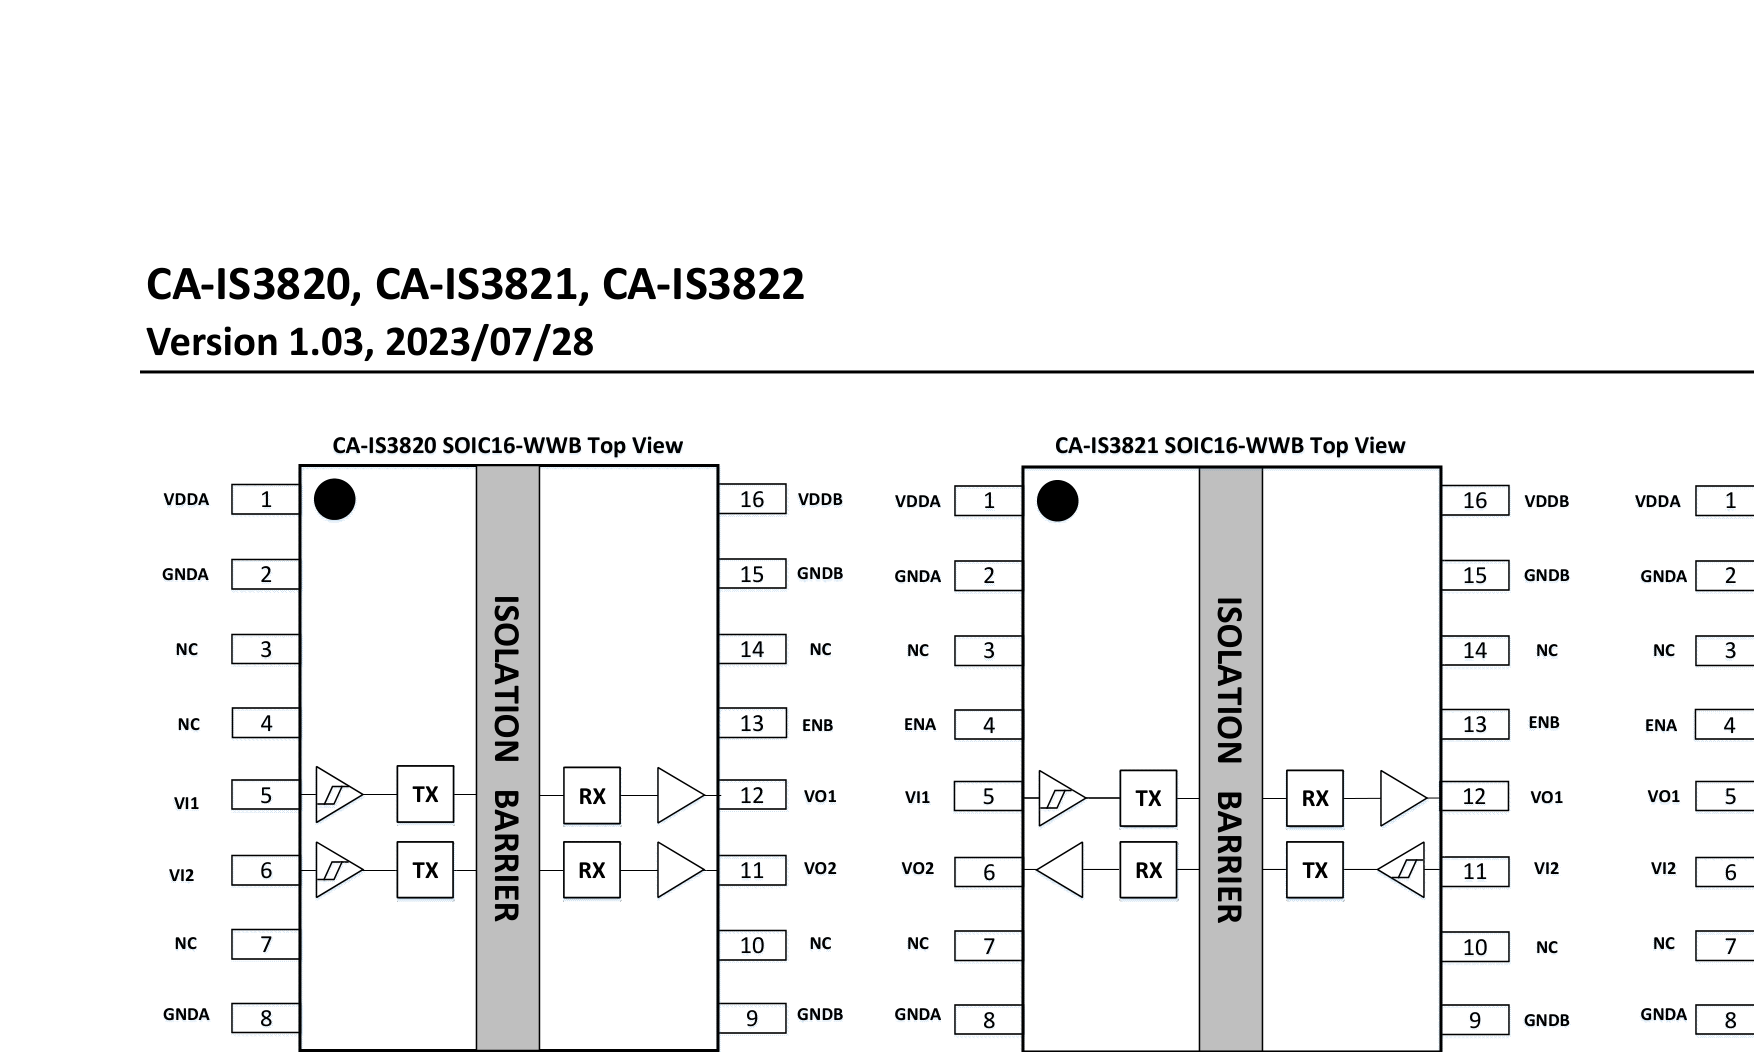 CA-IS3820, CA-IS3821, CA-IS3822
Version 1.03, 2023/07/28
CA-IS3820 SOIC16-WWB Top View
VDDA 1 16 VDDB
GNDA 2 15 GNDB
NC 3 14 NC
NC 4 13 ENB
VI1 5 TX RX 12 VO1
VI2 6 TX RX 11 VO2
NC 7 10 NC
GNDA 8 9 GNDB
ISOLATION BARRIER
CA-IS3821 SOIC16-WWB Top View
VDDA 1 16 VDDB
GNDA 2 15 GNDB
NC 3 14 NC
ENA 4 13 ENB
VI1 5 TX RX 12 VO1
VO2 6 RX TX 11 VI2
NC 7 10 NC
GNDA 8 9 GNDB
ISOLATION BARRIER
VDDA 1
GNDA 2
NC 3
ENA 4
VO1 5
VI2 6
NC 7
GNDA 8